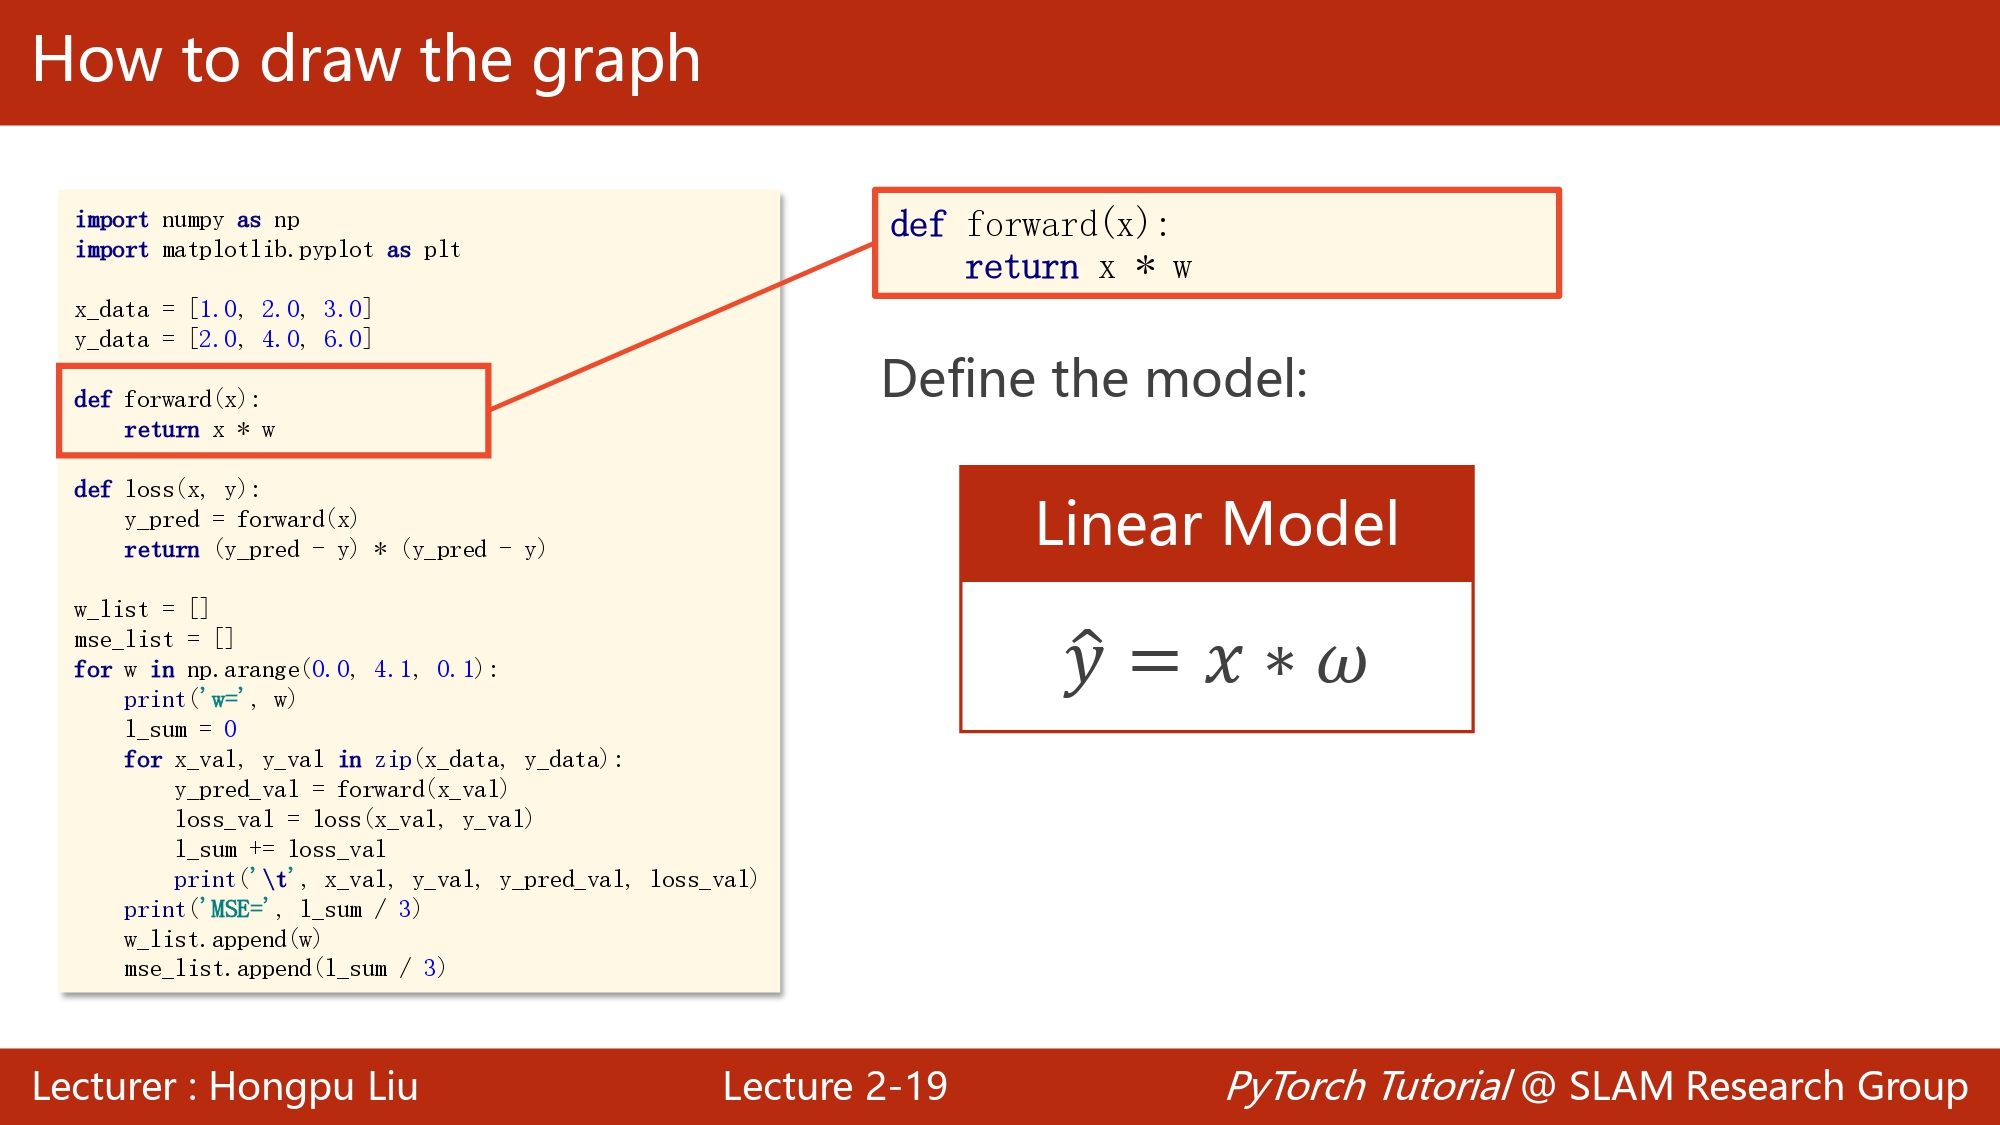 How to draw the graph
import numpy as np
import matplotlib.pyplot as plt
x_data = [1.0, 2.0, 3.0]
y_data = [2.0, 4.0, 6.0]
def forward(x):
    return x * w
def loss(x, y):
    y_pred = forward(x)
    return (y_pred - y) * (y_pred - y)
w_list = []
mse_list = []
for w in np.arange(0.0, 4.1, 0.1):
    print('w=', w)
    l_sum = 0
    for x_val, y_val in zip(x_data, y_data):
        y_pred_val = forward(x_val)
        loss_val = loss(x_val, y_val)
        l_sum += loss_val
        print('\t', x_val, y_val, y_pred_val, loss_val)
    print('MSE=', l_sum / 3)
    w_list.append(w)
    mse_list.append(l_sum / 3)
def forward(x):
    return x * w
Define the model:
Linear Model
ŷ = x ∗ ω
Lecturer : Hongpu Liu
Lecture 2-19
PyTorch Tutorial @ SLAM Research Group